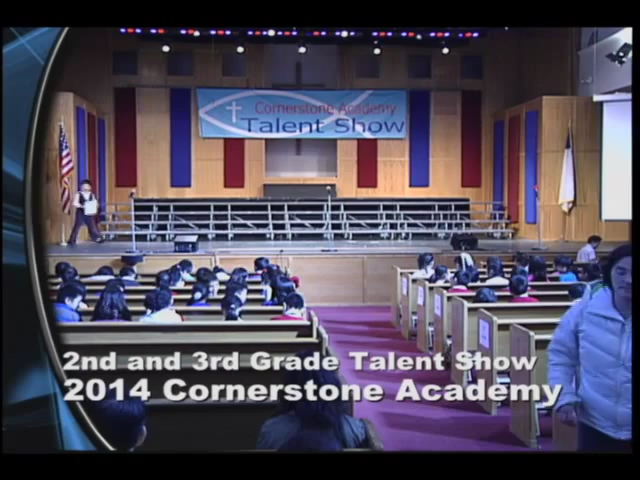 Cornerstone Academy
Talent Show
2nd and 3rd Grade Talent Show
2014 Cornerstone Academy